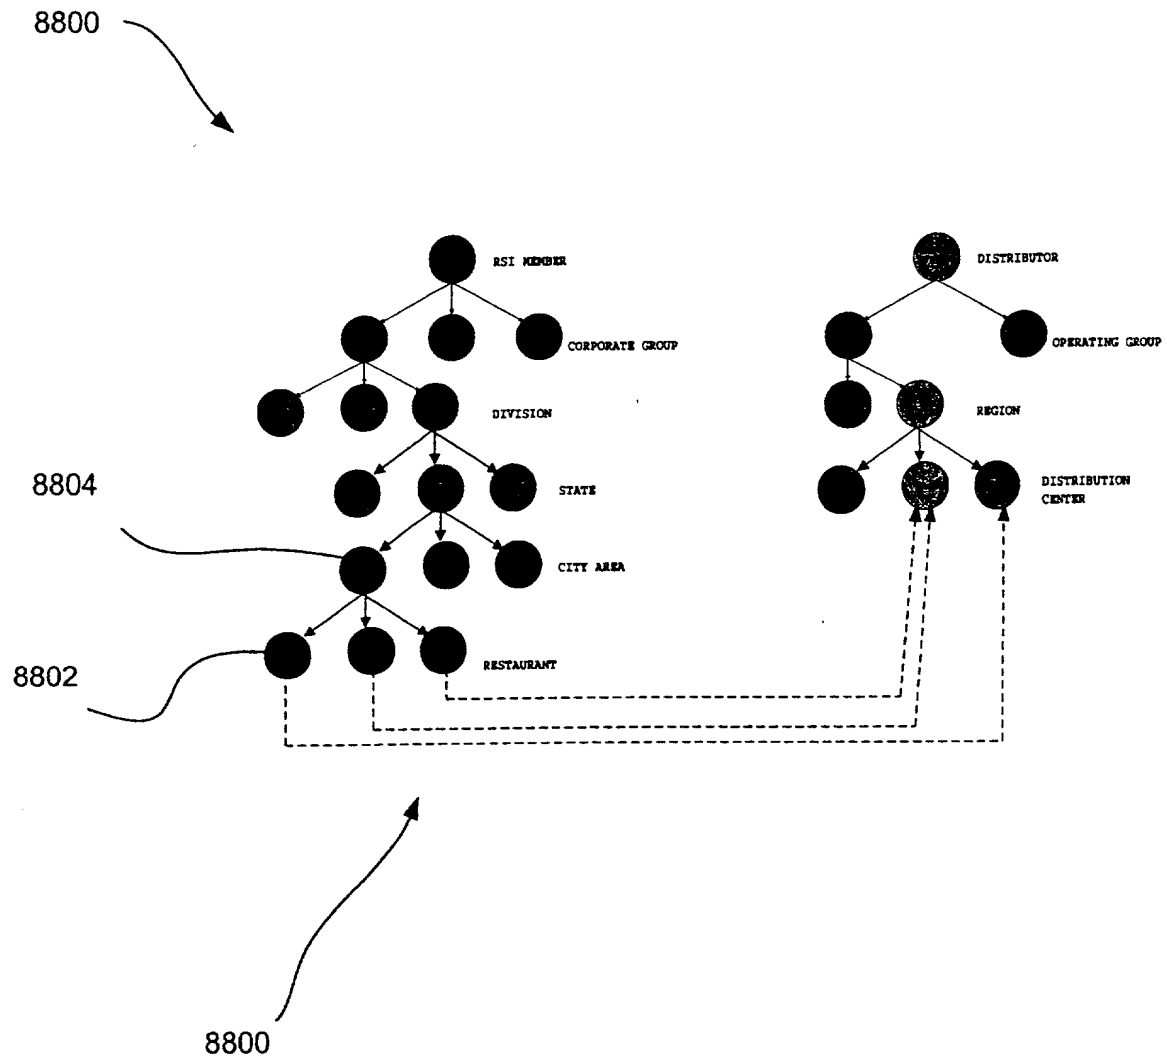 8800
RSI MEMBER
DISTRIBUTOR
CORPORATE GROUP
OPERATING GROUP
DIVISION
REGION
8804
STATE
DISTRIBUTION
CENTER
CITY AREA
8802
RESTAURANT
8800